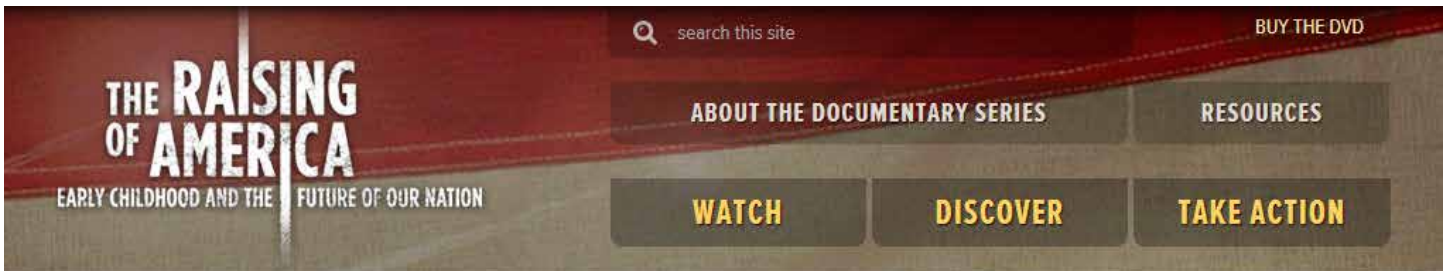 search this site
BUY THE DVD
THE RAISING
OF AMERICA
EARLY CHILDHOOD AND THE FUTURE OF OUR NATION
ABOUT THE DOCUMENTARY SERIES
RESOURCES
WATCH
DISCOVER
TAKE ACTION